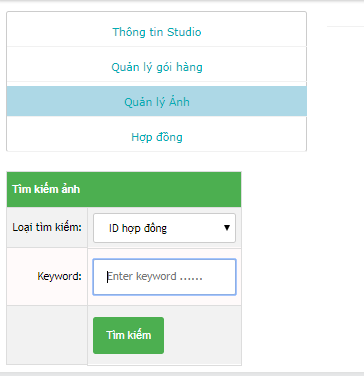 Thông tin Studio
Quản lý gói hàng
Quản lý Ảnh
Hợp đồng
Tìm kiếm ảnh
Loại tìm kiếm: ID hợp đồng
Keyword: Enter keyword ......
Tìm kiếm